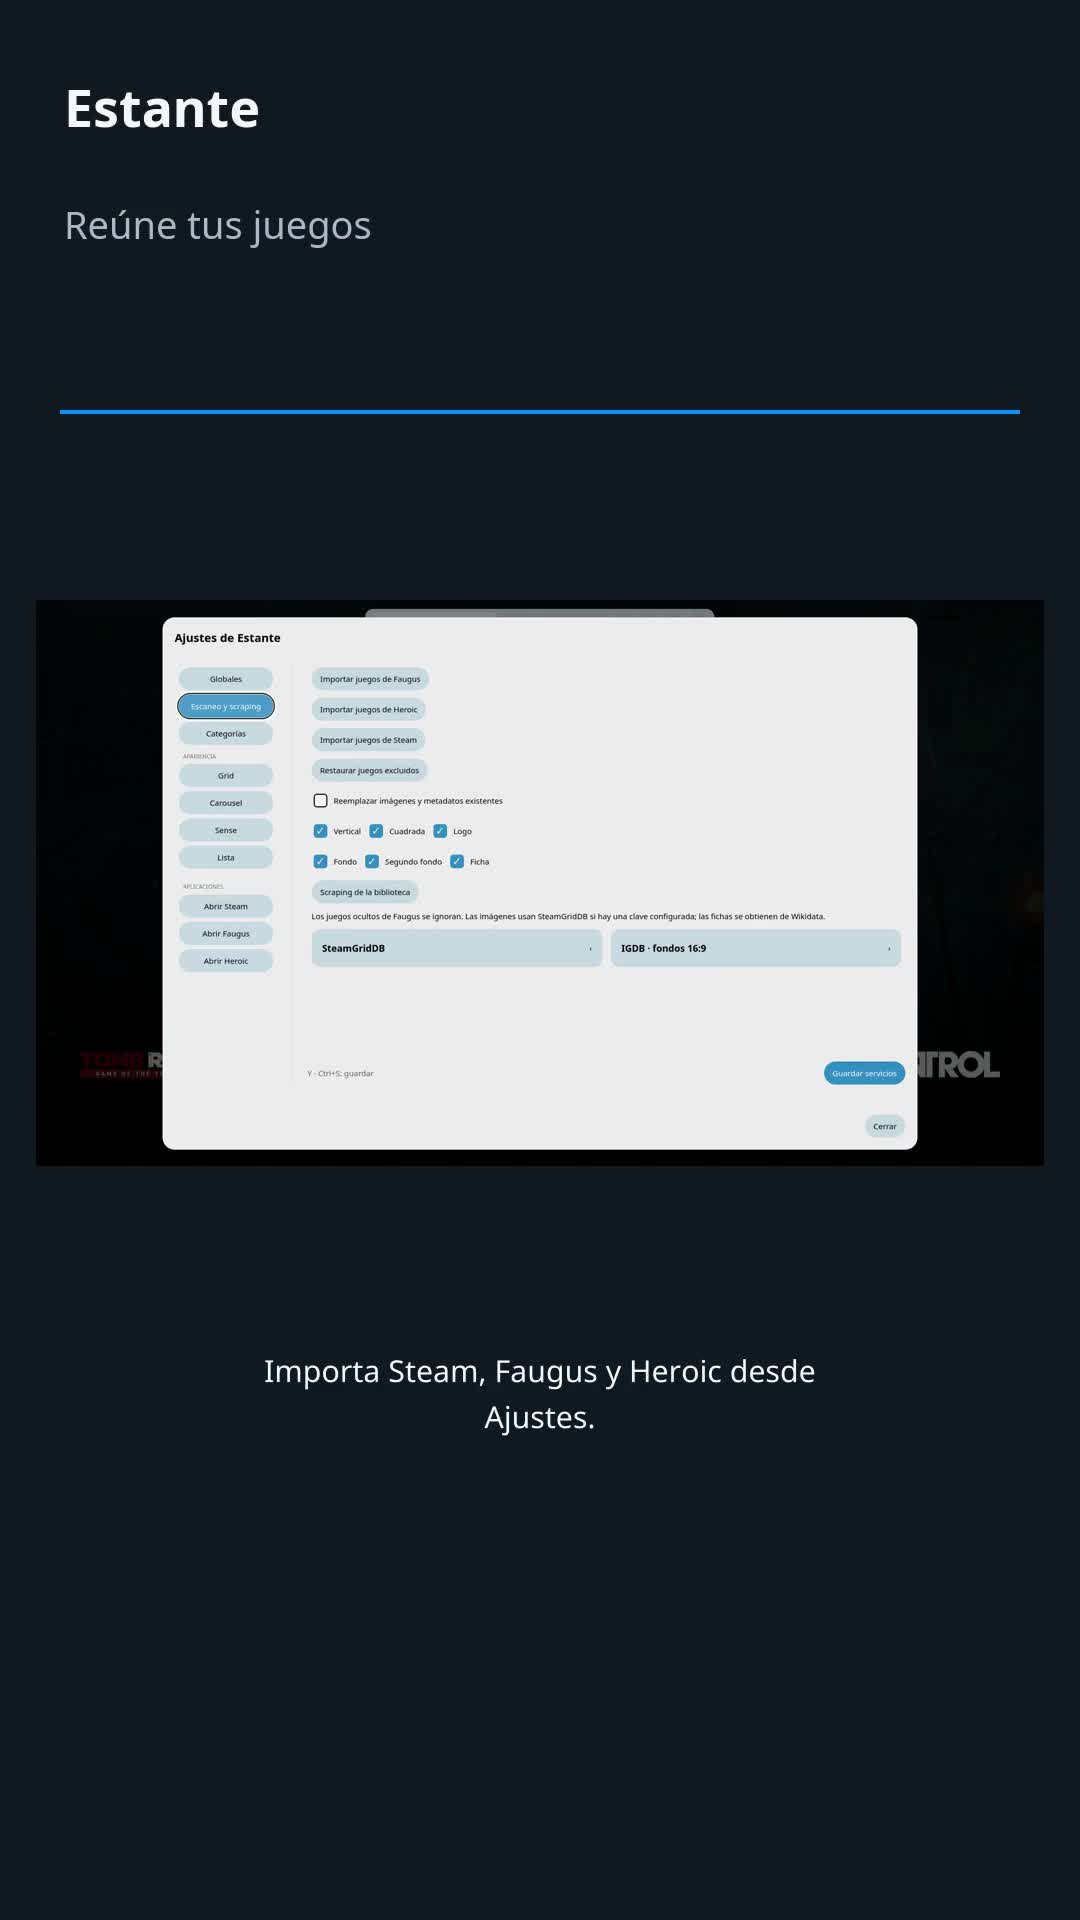 Estante
Reúne tus juegos
Ajustes de Estante
Globales
Escaneo y scraping
Categorías
APARIENCIA
Grid
Carousel
Sense
Lista
APLICACIONES
Abrir Steam
Abrir Faugus
Abrir Heroic
Importar juegos de Faugus
Importar juegos de Heroic
Importar juegos de Steam
Restaurar juegos excluidos
Reemplazar imágenes y metadatos existentes
Vertical Cuadrada Logo
Fondo Segundo fondo Ficha
Scraping de la biblioteca
Los juegos ocultos de Faugus se ignoran. Las imágenes usan SteamGridDB si hay una clave configurada; las fichas se obtienen de Wikidata.
SteamGridDB › IGDB · fondos 16:9 ›
TOMB
GAME OF THE
Y · Ctrl+S: guardar
Guardar servicios
Cerrar
Importa Steam, Faugus y Heroic desde
Ajustes.